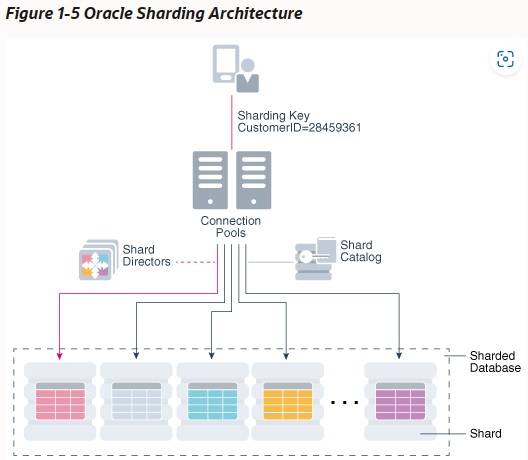 Figure 1-5 Oracle Sharding Architecture
Sharding Key
CustomerID=28459361
Connection
Pools
Shard
Directors
Shard
Catalog
Sharded
Database
Shard